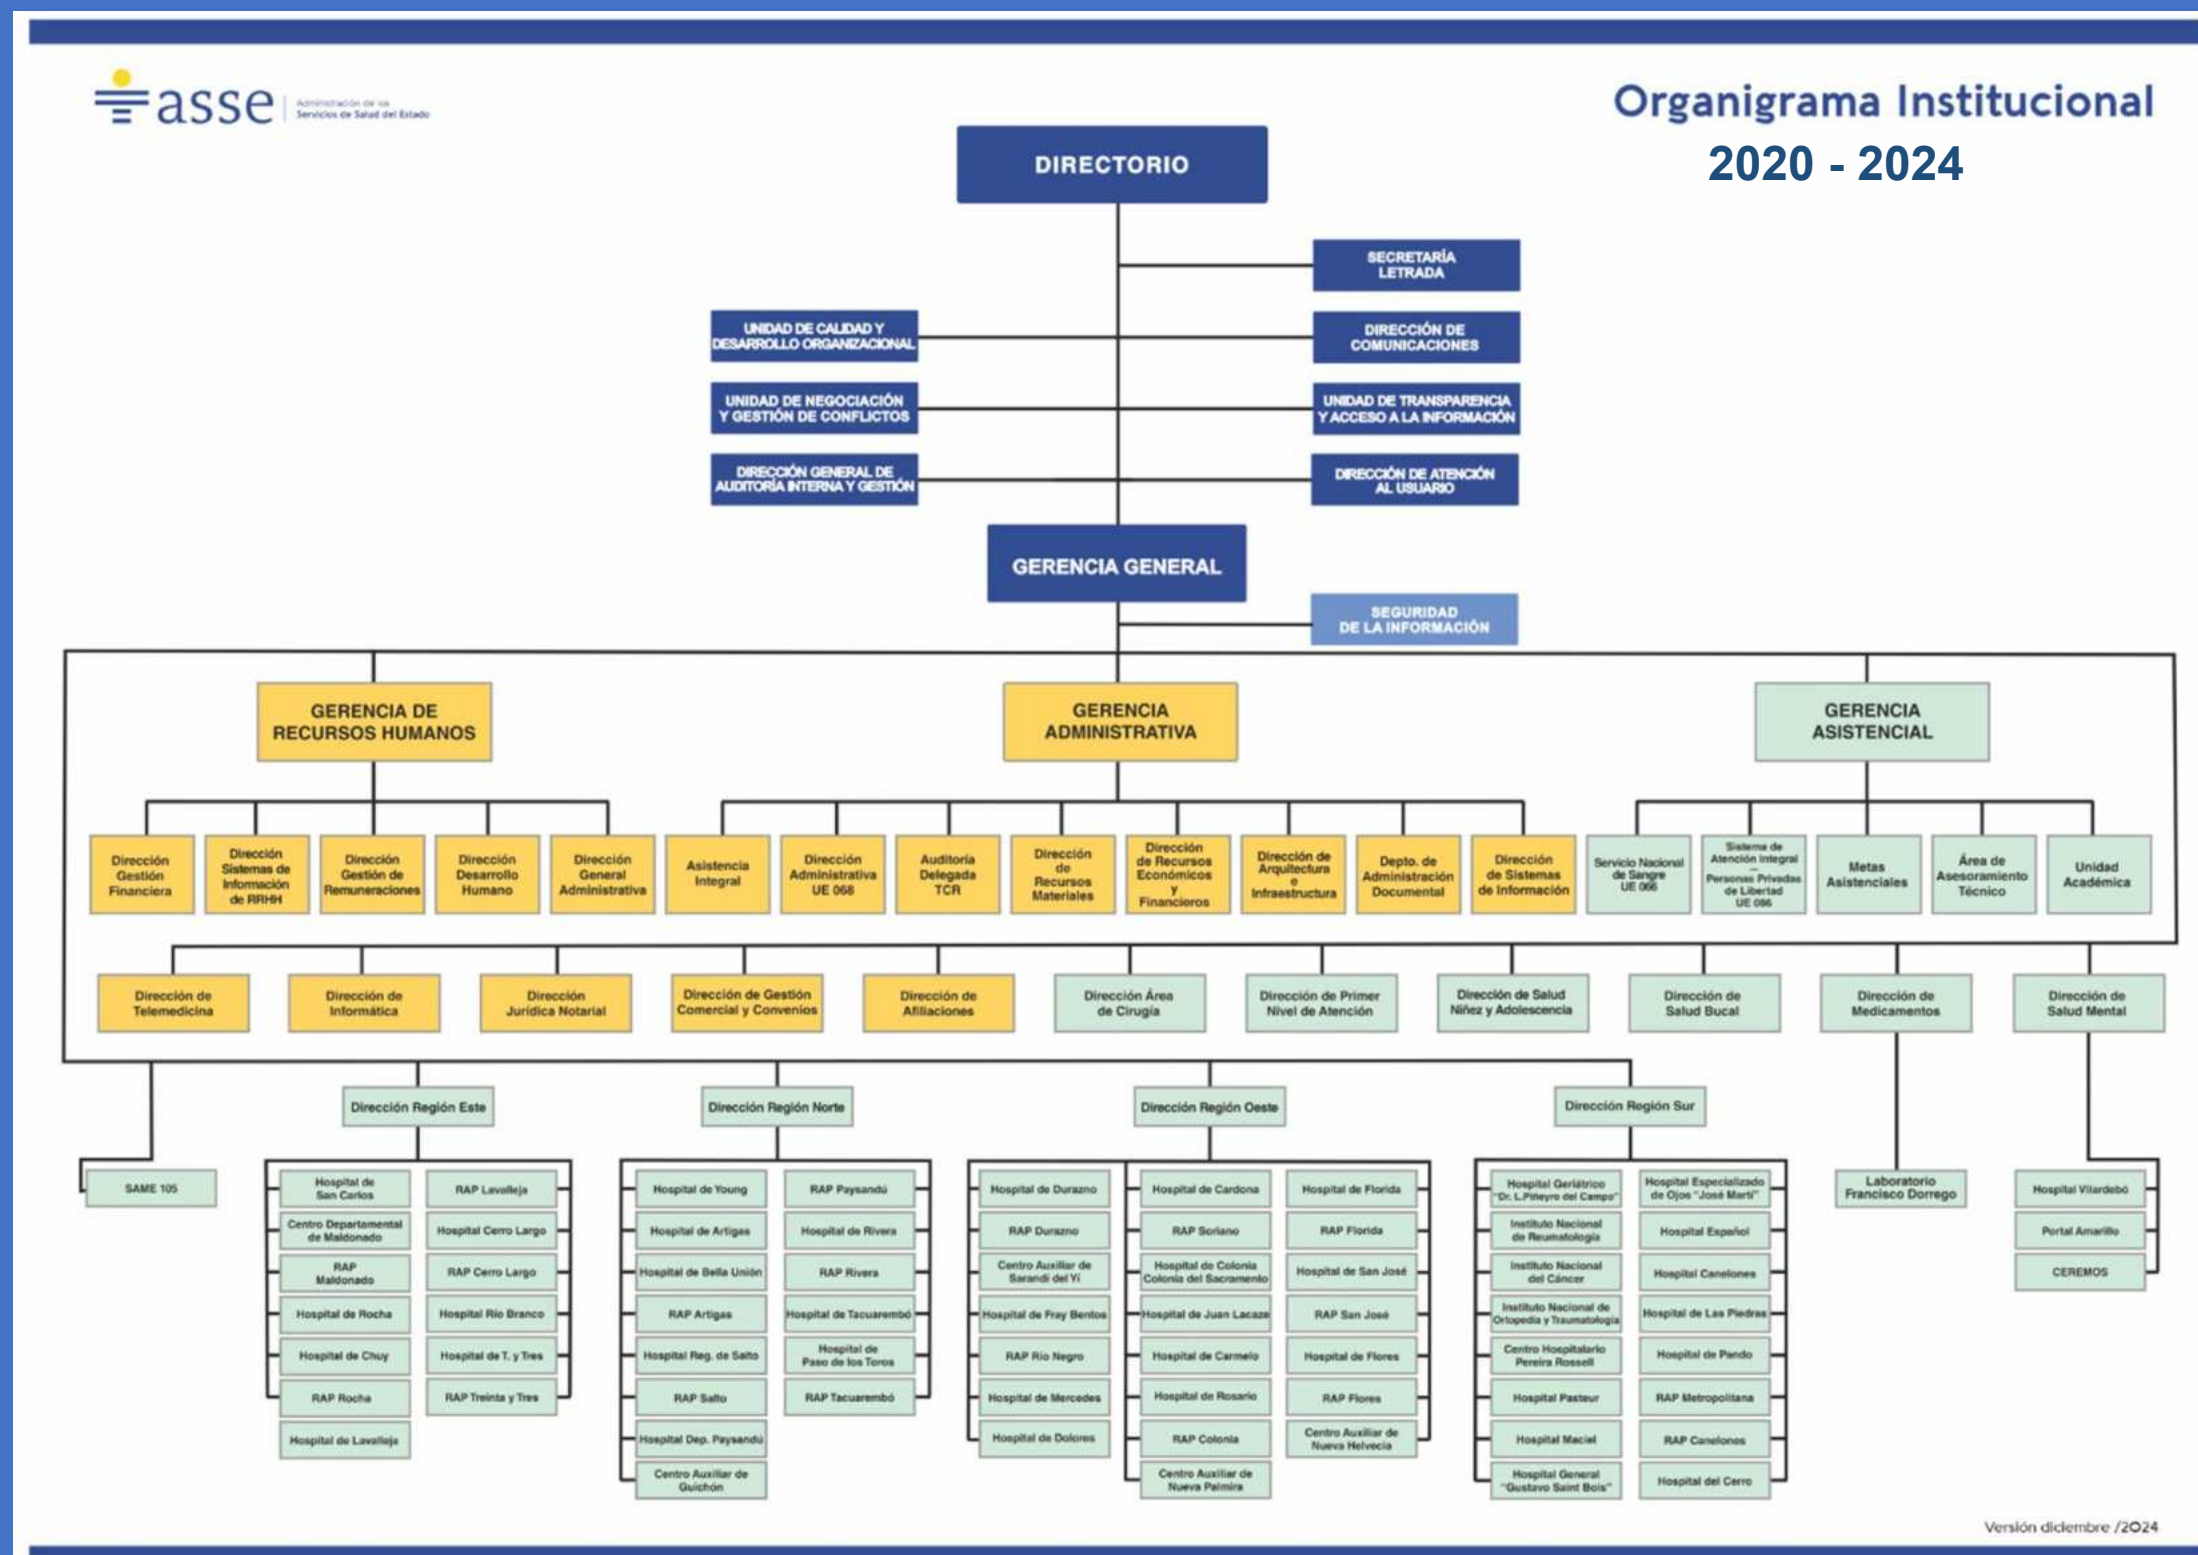 asse
Administración de los
Servicios de Salud del Estado
Organigrama Institucional
2020 - 2024
DIRECTORIO
SECRETARÍA
LETRADA
UNIDAD DE CALIDAD Y
DESARROLLO ORGANIZACIONAL
DIRECCIÓN DE
COMUNICACIONES
UNIDAD DE NEGOCIACIÓN
Y GESTIÓN DE CONFLICTOS
UNIDAD DE TRANSPARENCIA
Y ACCESO A LA INFORMACIÓN
DIRECCIÓN GENERAL DE
AUDITORÍA INTERNA Y GESTIÓN
DIRECCIÓN DE ATENCIÓN
AL USUARIO
GERENCIA GENERAL
SEGURIDAD
DE LA INFORMACIÓN
GERENCIA DE
RECURSOS HUMANOS
GERENCIA
ADMINISTRATIVA
GERENCIA
ASISTENCIAL
Dirección
Gestión
Financiera
Dirección
Sistemas de
Información
de RRHH
Dirección
Gestión de
Remuneraciones
Dirección
Desarrollo
Humano
Dirección
General
Administrativa
Asistencia
Integral
Dirección
Administrativa
UE 068
Auditoría
Delegada
TCR
Dirección
de
Recursos
Materiales
Dirección
de Recursos
Económicos
y
Financieros
Dirección de
Arquitectura
e
Infraestructura
Depto. de
Administración
Documental
Dirección
de Sistemas
de Información
Servicio Nacional
de Sangre
UE 066
Sistema de
Atención Integral
—
Personas Privadas
de Libertad
UE 086
Metas
Asistenciales
Área de
Asesoramiento
Técnico
Unidad
Académica
Dirección de
Telemedicina
Dirección de
Informática
Dirección
Jurídica Notarial
Dirección de Gestión
Comercial y Convenios
Dirección de
Afiliaciones
Dirección Área
de Cirugía
Dirección de Primer
Nivel de Atención
Dirección de Salud
Niñez y Adolescencia
Dirección de
Salud Bucal
Dirección de
Medicamentos
Dirección de
Salud Mental
Dirección Región Este
Dirección Región Norte
Dirección Región Oeste
Dirección Región Sur
SAME 105
Hospital de
San Carlos
Centro Departamental
de Maldonado
RAP
Maldonado
Hospital de Rocha
Hospital de Chuy
RAP Rocha
Hospital de Lavalleja
RAP Lavalleja
Hospital Cerro Largo
RAP Cerro Largo
Hospital Río Branco
Hospital de T. y Tres
RAP Treinta y Tres
Hospital de Young
Hospital de Artigas
Hospital de Bella Unión
RAP Artigas
Hospital Reg. de Salto
RAP Salto
Hospital Dep. Paysandú
Centro Auxiliar de
Guichón
RAP Paysandú
Hospital de Rivera
RAP Rivera
Hospital de Tacuarembó
Hospital de
Paso de los Toros
RAP Tacuarembó
Hospital de Durazno
RAP Durazno
Centro Auxiliar de
Sarandí del Yí
Hospital de Fray Bentos
RAP Río Negro
Hospital de Mercedes
Hospital de Dolores
Hospital de Cardona
RAP Soriano
Hospital de Colonia
Colonia del Sacramento
Hospital de Juan Lacaze
Hospital de Carmelo
Hospital de Rosario
RAP Colonia
Centro Auxiliar de
Nueva Palmira
Hospital de Florida
RAP Florida
Hospital de San José
RAP San José
Hospital de Flores
RAP Flores
Centro Auxiliar de
Nueva Helvecia
Hospital Geriátrico
"Dr. L.Piñeyro del Campo"
Instituto Nacional
de Reumatología
Instituto Nacional
del Cáncer
Instituto Nacional de
Ortopedia y Traumatología
Centro Hospitalario
Pereira Rossell
Hospital Pasteur
Hospital Maciel
Hospital General
"Gustavo Saint Bois"
Hospital Especializado
de Ojos "José Martí"
Hospital Español
Hospital Canelones
Hospital de Las Piedras
Hospital de Pando
RAP Metropolitana
RAP Canelones
Hospital del Cerro
Laboratorio
Francisco Dorrego
Hospital Vilardebó
Portal Amarillo
CEREMOS
Versión diciembre /2024